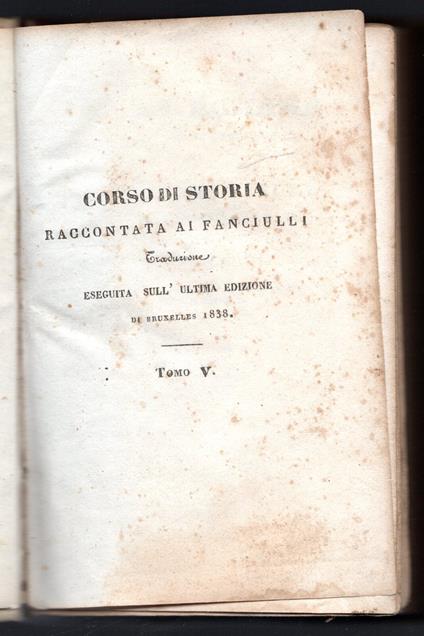 CORSO DI STORIA
RACCONTATA AI FANCIULLI
Traduzione
ESEGUITA SULL' ULTIMA EDIZIONE
DI BRUXELLES 1838.
TOMO V.